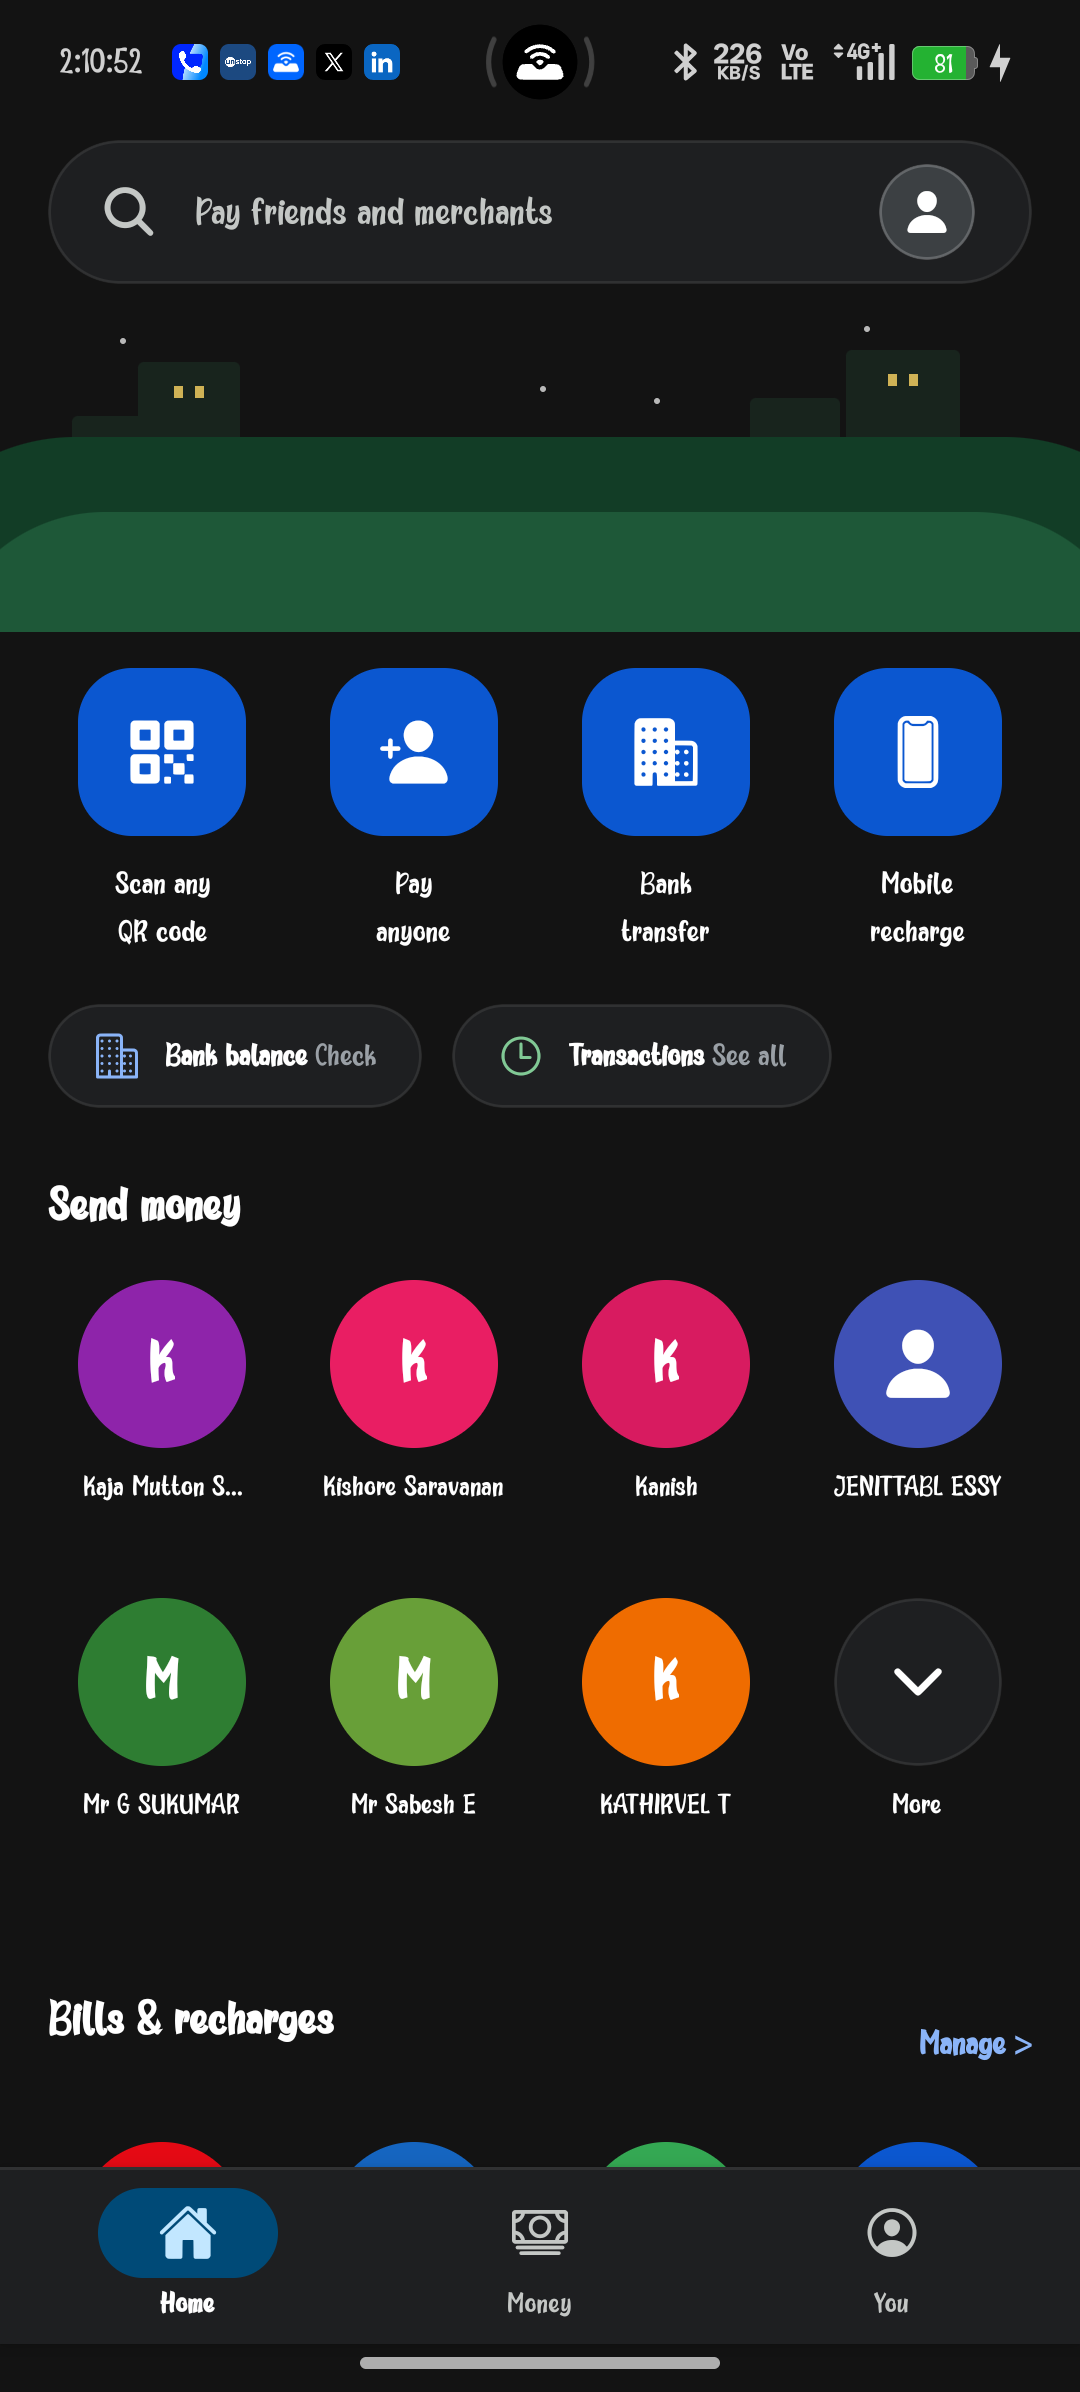 2:10:52
unstop
X
in
226
KB/S
Vo
LTE
4G+
81
Pay friends and merchants
Scan any
QR code
Pay
anyone
Bank
transfer
Mobile
recharge
Bank balance Check
Transactions See all
Send money
K
K
K
Kaja Mutton S...
Kishore Saravanan
Kanish
JENITTABL ESSY
M
M
K
Mr G SUKUMAR
Mr Sabesh E
KATHIRVEL T
More
Bills & recharges
Manage >
Home
Money
You